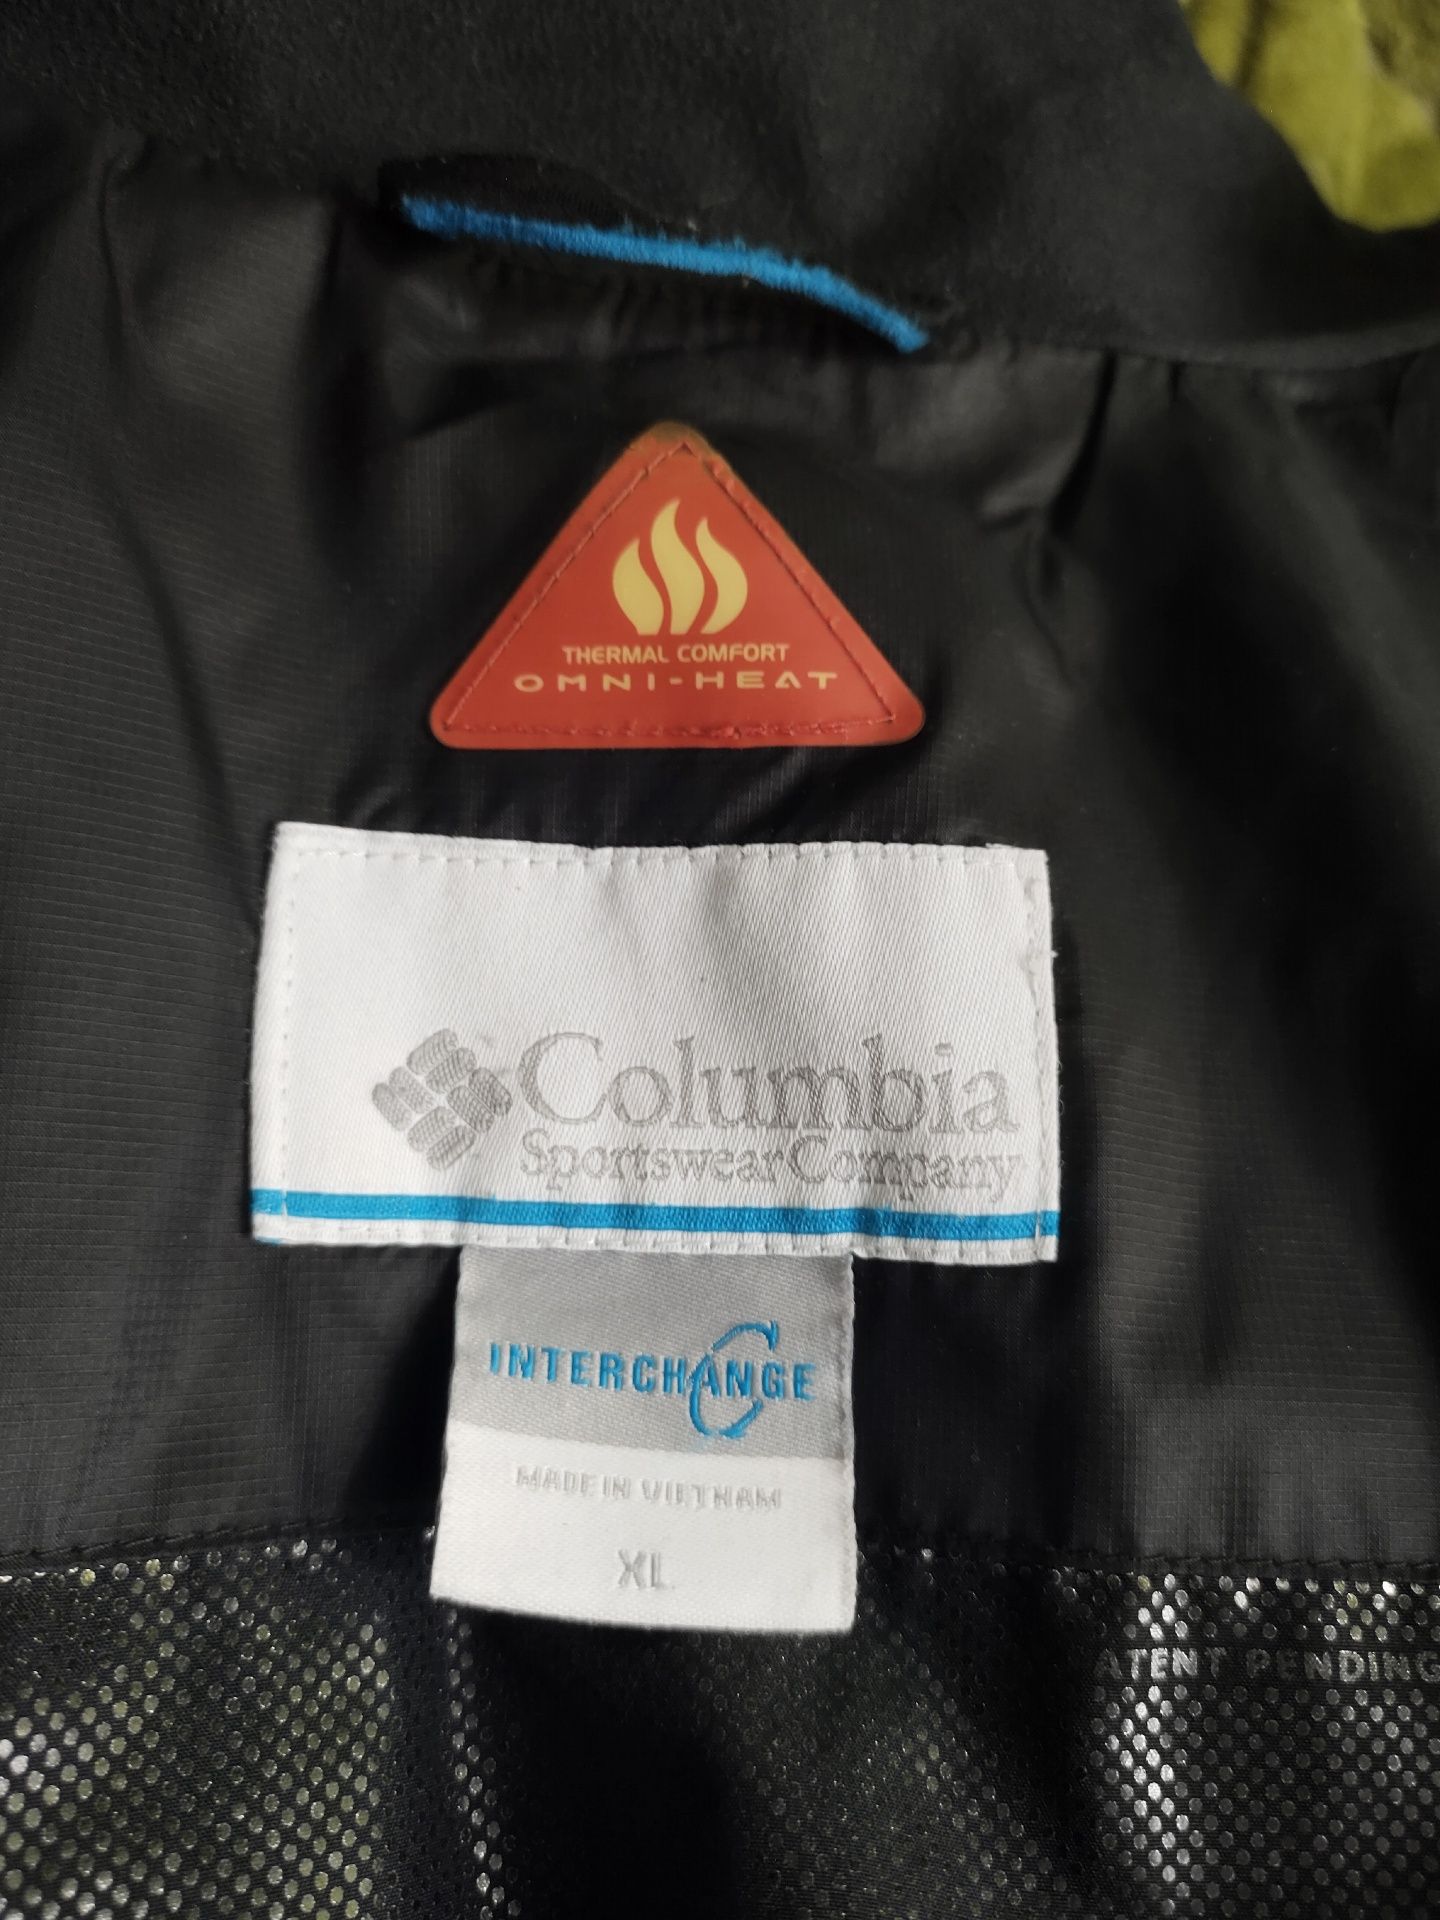 THERMAL COMFORT
OMNI-HEAT
Columbia
Sportswear Company
INTERCHANGE
MADE IN VIETNAM
XL
ATENT PENDING